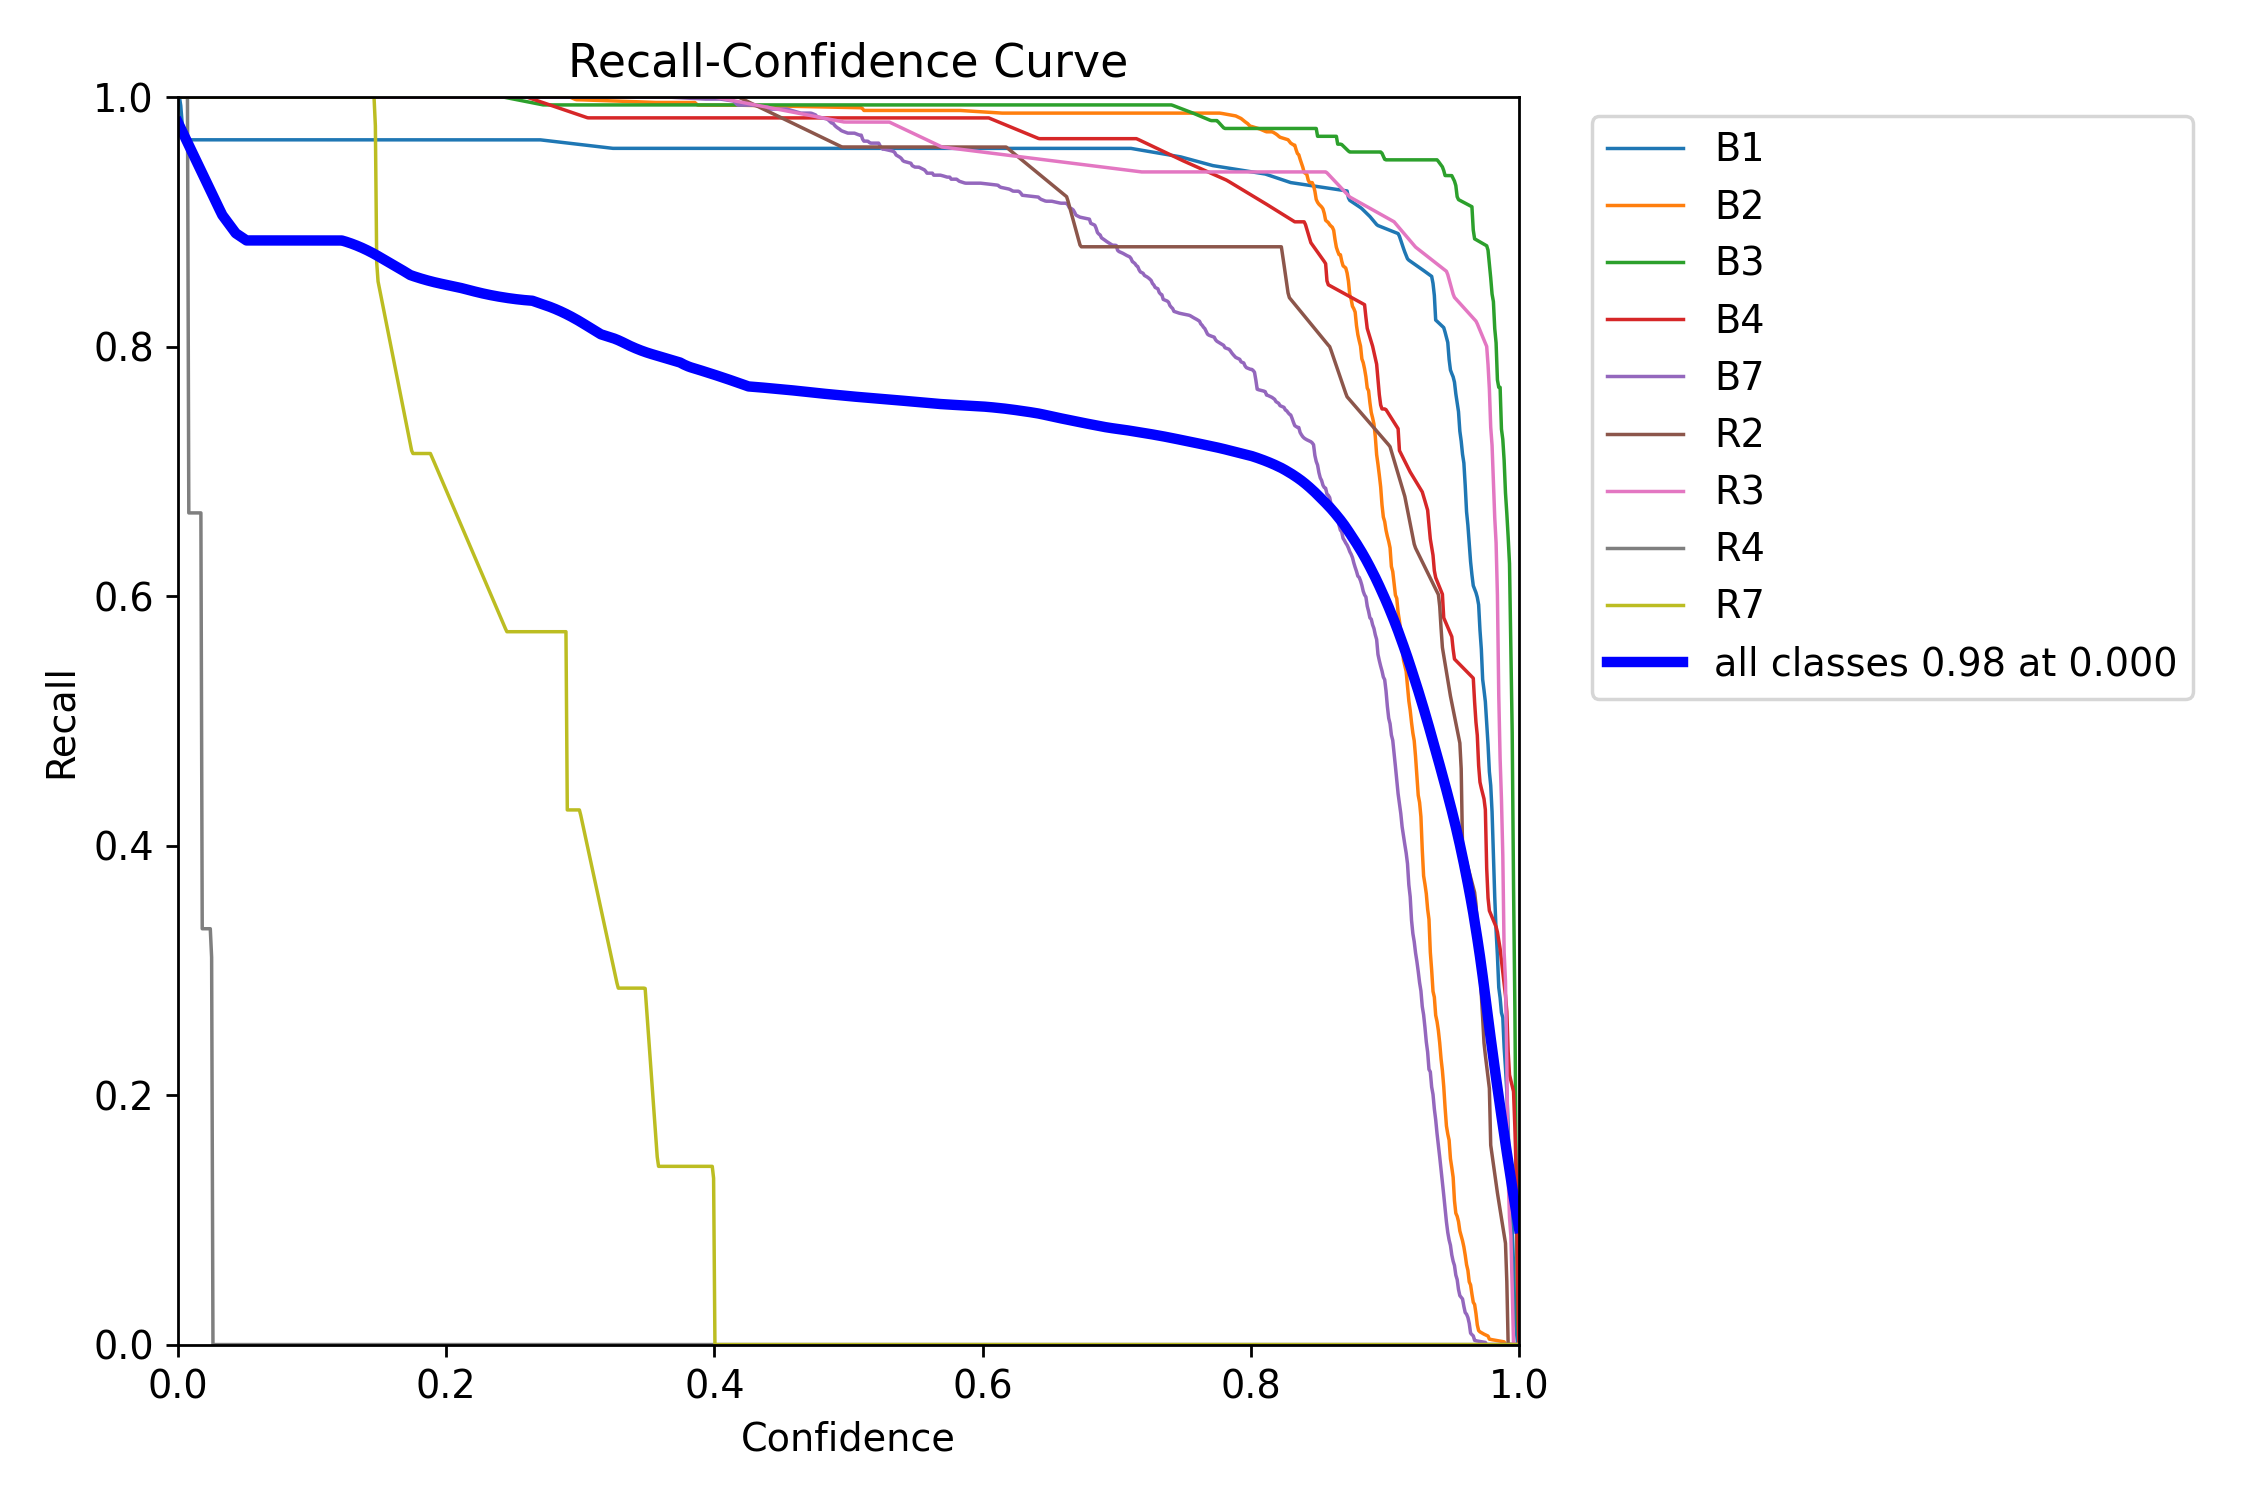 Recall-Confidence Curve
1.0
0.8
0.6
0.4
0.2
0.0
Recall
0.0 0.2 0.4 0.6 0.8 1.0
Confidence
B1
B2
B3
B4
B7
R2
R3
R4
R7
all classes 0.98 at 0.000